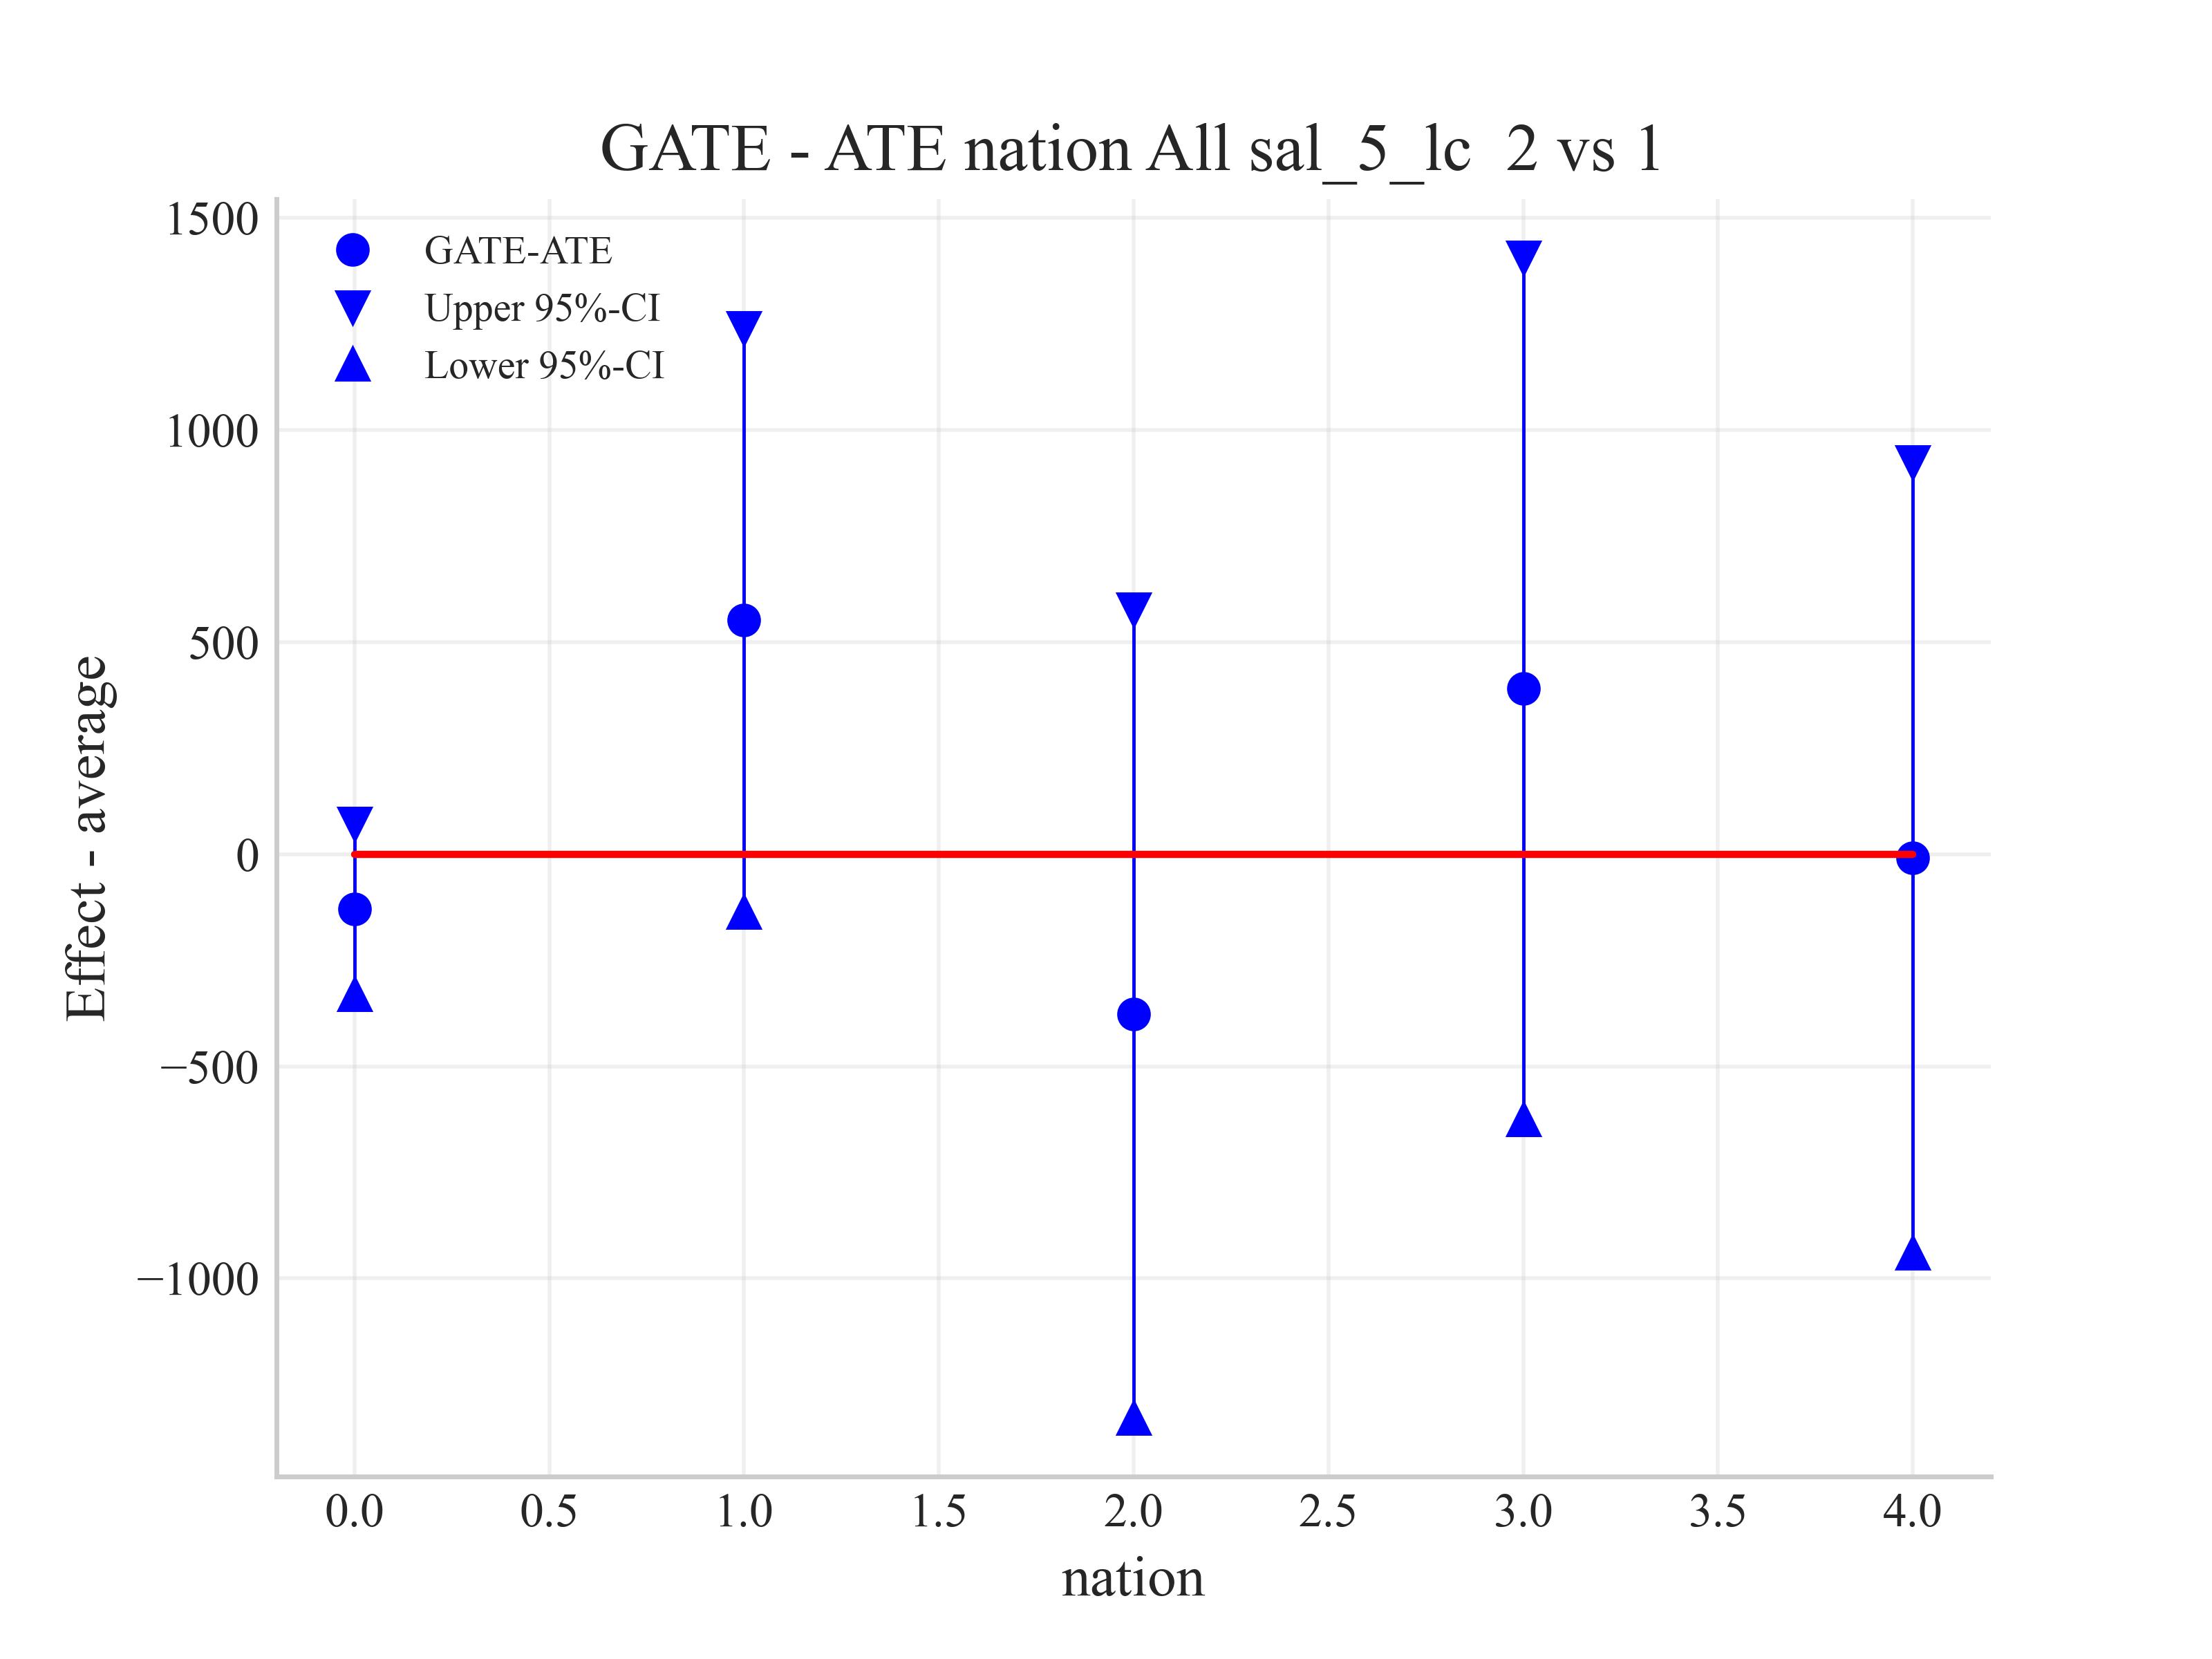 GATE - ATE nation All sal_5_lc 2 vs 1
1500
1000
500
0
−500
−1000
Effect - average
GATE-ATE
Upper 95%-CI
Lower 95%-CI
0.0 0.5 1.0 1.5 2.0 2.5 3.0 3.5 4.0
nation